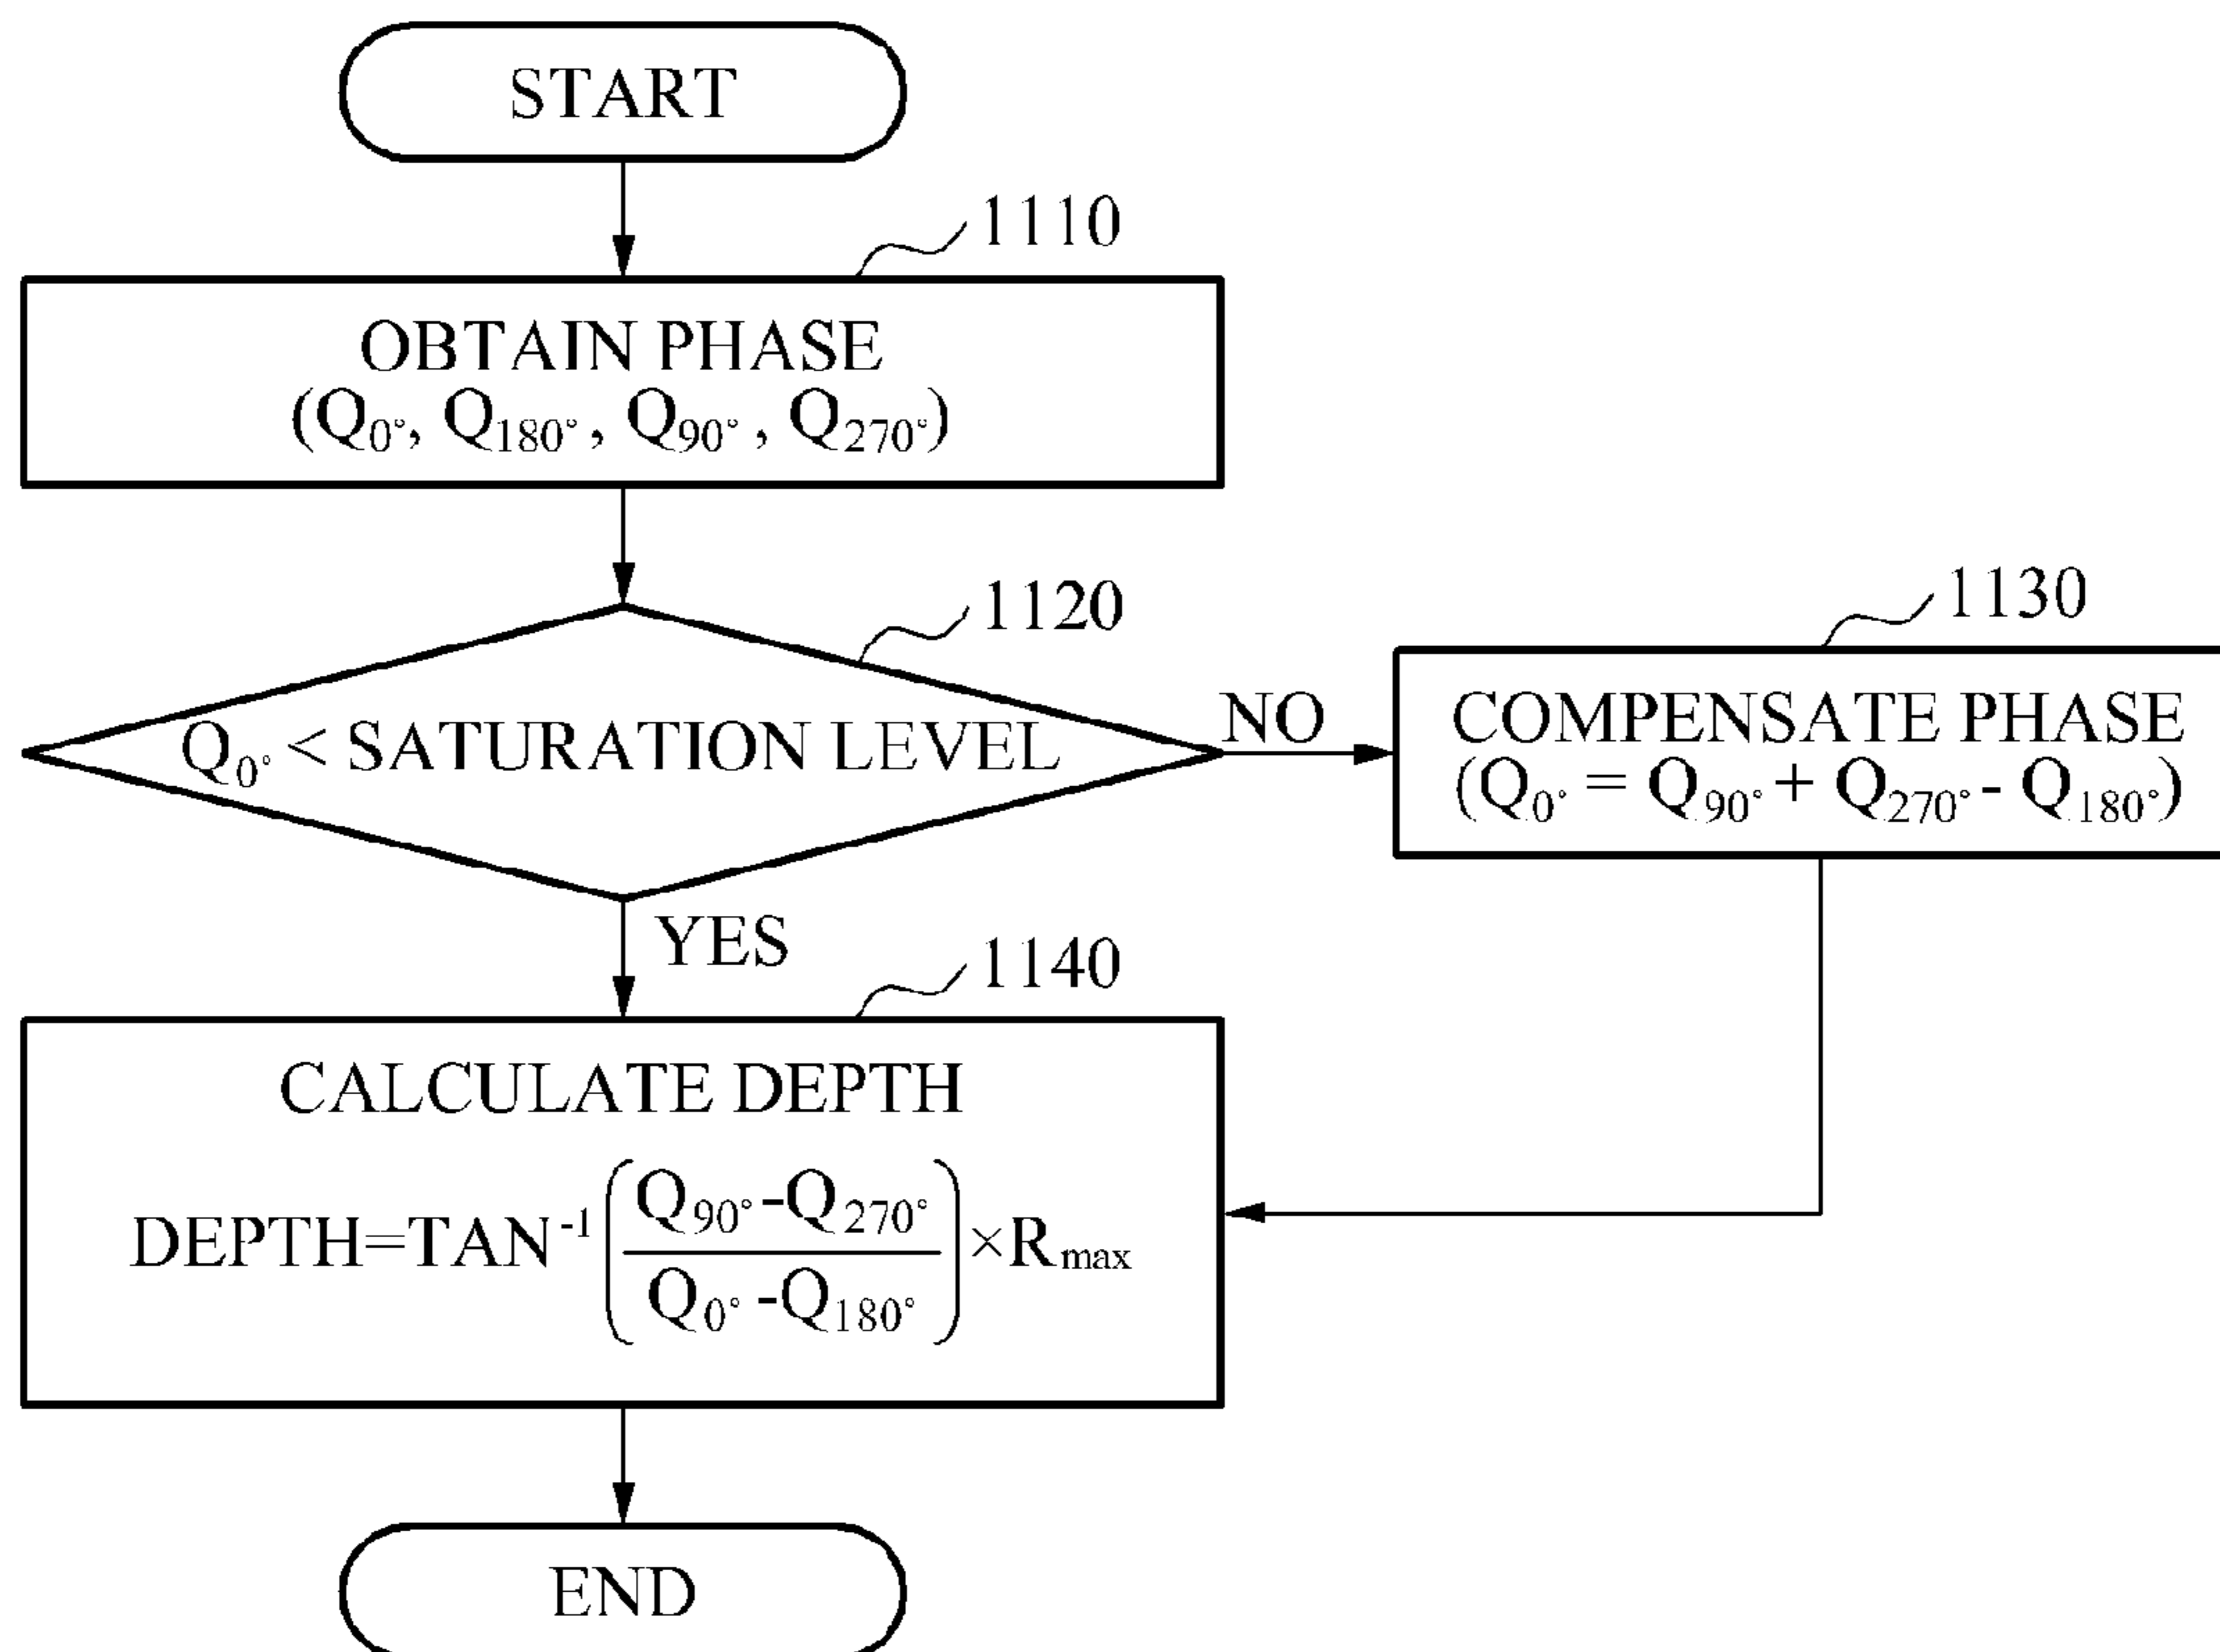 START
1110
OBTAIN PHASE
(Q0°, Q180°, Q90°, Q270°)
1120
Q0° < SATURATION LEVEL
NO
1130
COMPENSATE PHASE
(Q0° = Q90° + Q270° - Q180°)
YES
1140
CALCULATE DEPTH
DEPTH=TAN-1(Q90°-Q270° / Q0°-Q180°)×Rmax
END